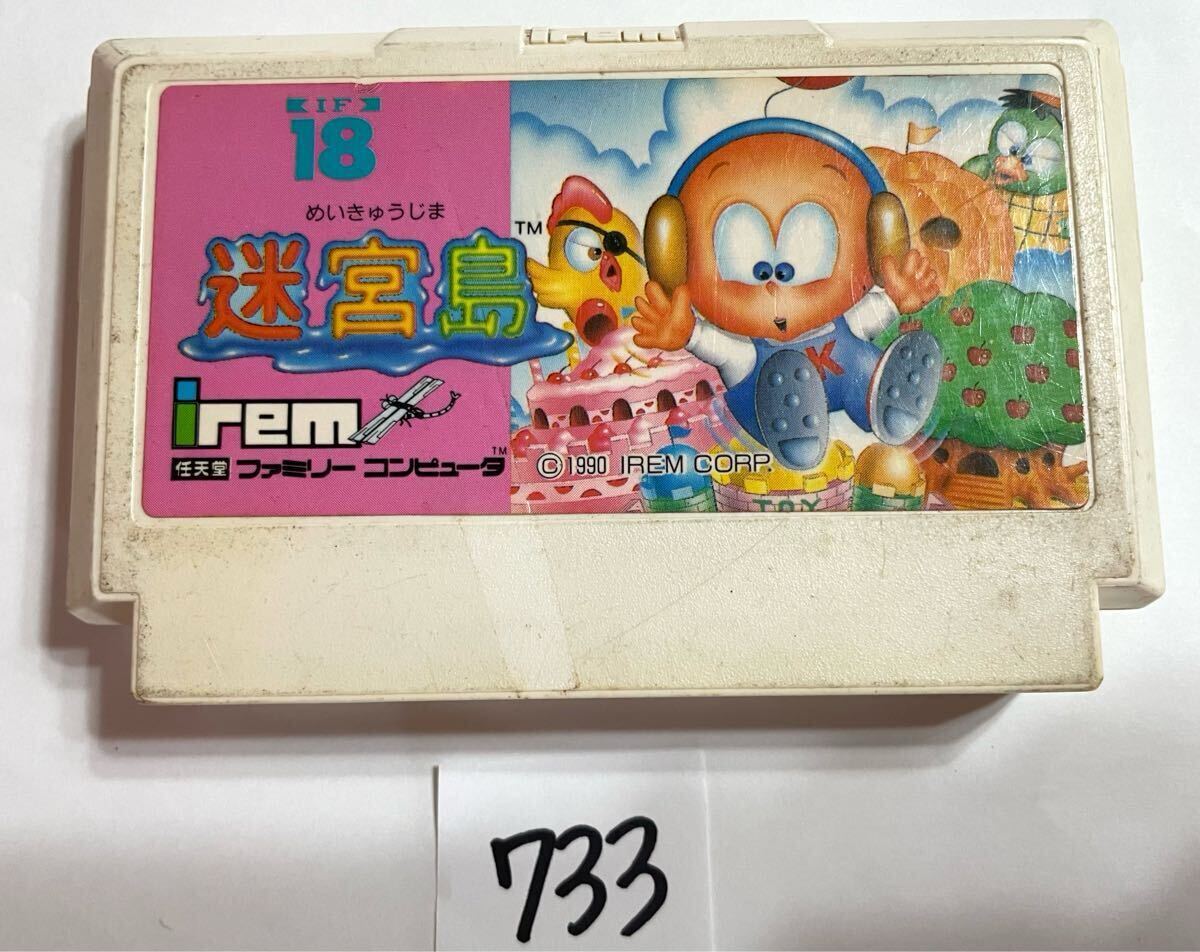 irem
IF
18
めいきゅうじま
迷宮島
TM
irem
TM
任天堂 ファミリー コンピュータ
©1990 IREM CORP.
K
TOY
733